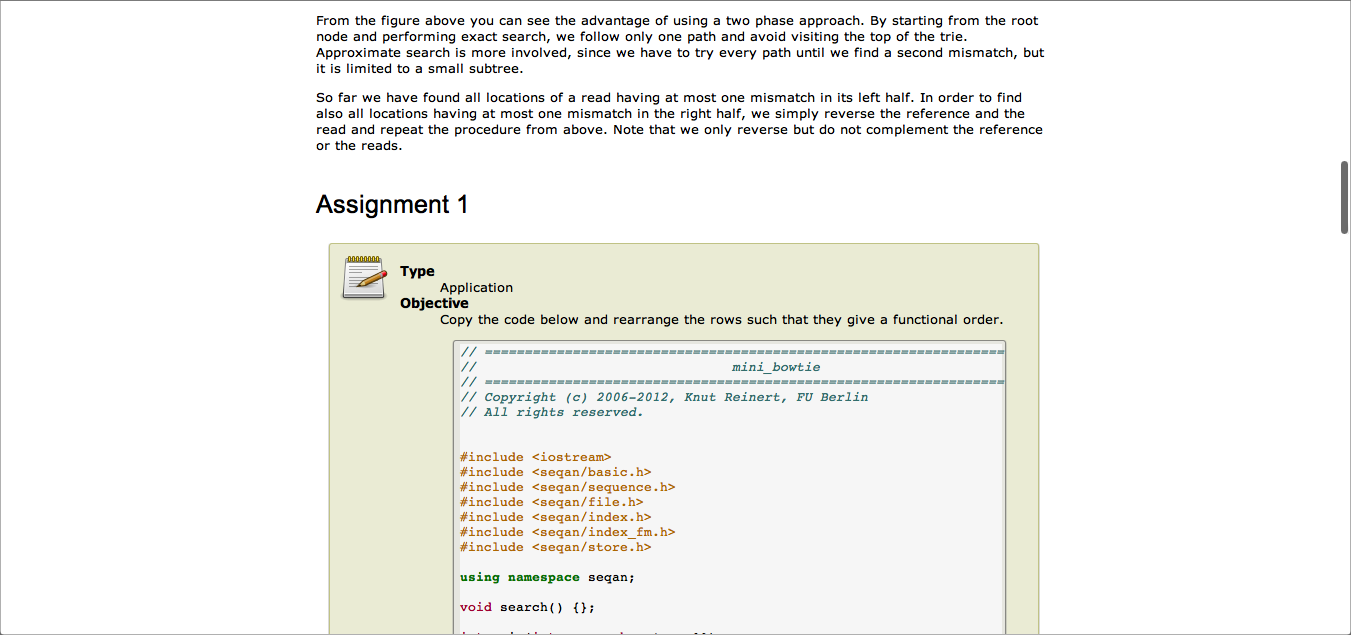 From the figure above you can see the advantage of using a two phase approach. By starting from the root
node and performing exact search, we follow only one path and avoid visiting the top of the trie.
Approximate search is more involved, since we have to try every path until we find a second mismatch, but
it is limited to a small subtree.
So far we have found all locations of a read having at most one mismatch in its left half. In order to find
also all locations having at most one mismatch in the right half, we simply reverse the reference and the
read and repeat the procedure from above. Note that we only reverse but do not complement the reference
or the reads.
Assignment 1
Type
Application
Objective
Copy the code below and rearrange the rows such that they give a functional order.
// =================================================================
// mini_bowtie
// =================================================================
// Copyright (c) 2006-2012, Knut Reinert, FU Berlin
// All rights reserved.
#include <iostream>
#include <seqan/basic.h>
#include <seqan/sequence.h>
#include <seqan/file.h>
#include <seqan/index.h>
#include <seqan/index_fm.h>
#include <seqan/store.h>
using namespace seqan;
void search() {};